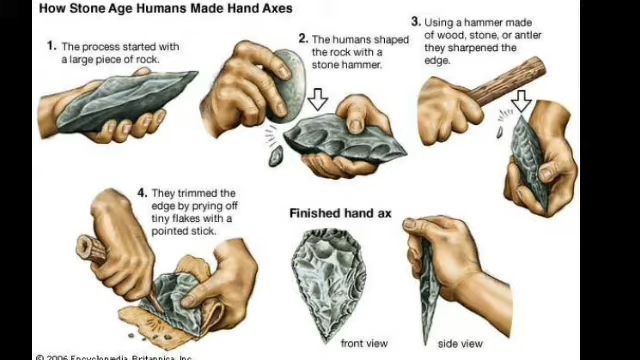 How Stone Age Humans Made Hand Axes
1. The process started with
a large piece of rock.
2. The humans shaped
the rock with a
stone hammer.
3. Using a hammer made
of wood, stone, or antler
they sharpened the
edge.
4. They trimmed the
edge by prying off
tiny flakes with a
pointed stick.
Finished hand ax
front view
side view
© 2006 Encyclopædia Britannica, Inc.